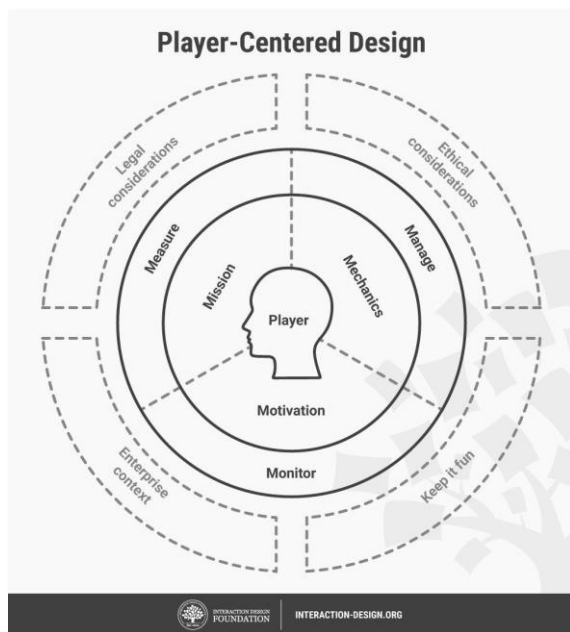 Player-Centered Design
Legal
considerations
Ethical
considerations
Measure
Manage
Mission
Mechanics
Player
Motivation
Monitor
Enterprise
context
Keep it fun
INTERACTION DESIGN
FOUNDATION
INTERACTION-DESIGN.ORG